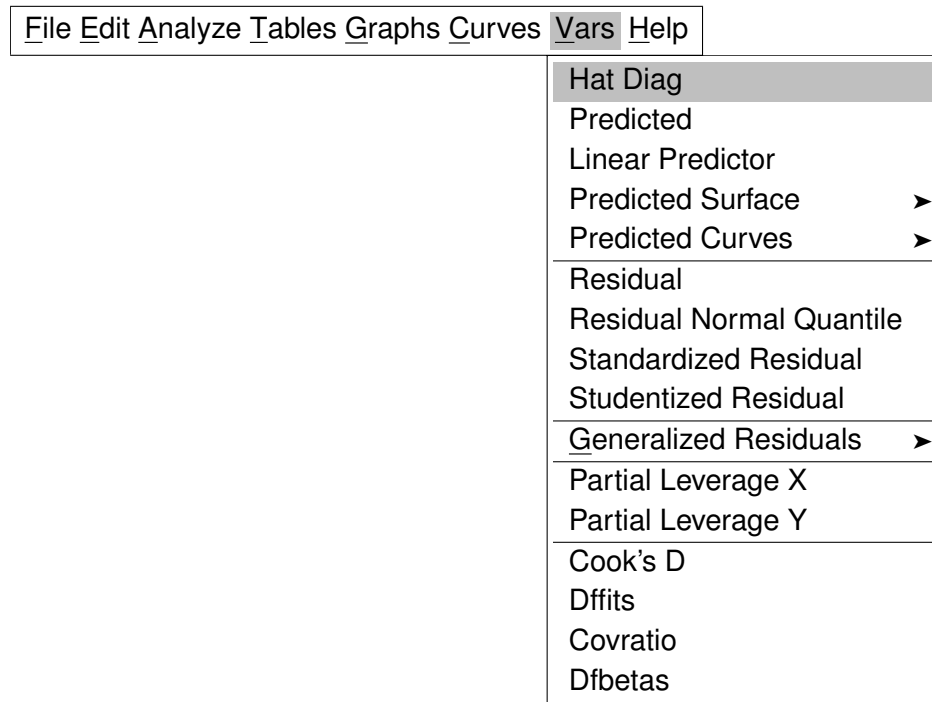 File Edit Analyze Tables Graphs Curves Vars Help
Hat Diag
Predicted
Linear Predictor
Predicted Surface ➤
Predicted Curves ➤
Residual
Residual Normal Quantile
Standardized Residual
Studentized Residual
Generalized Residuals ➤
Partial Leverage X
Partial Leverage Y
Cook's D
Dffits
Covratio
Dfbetas